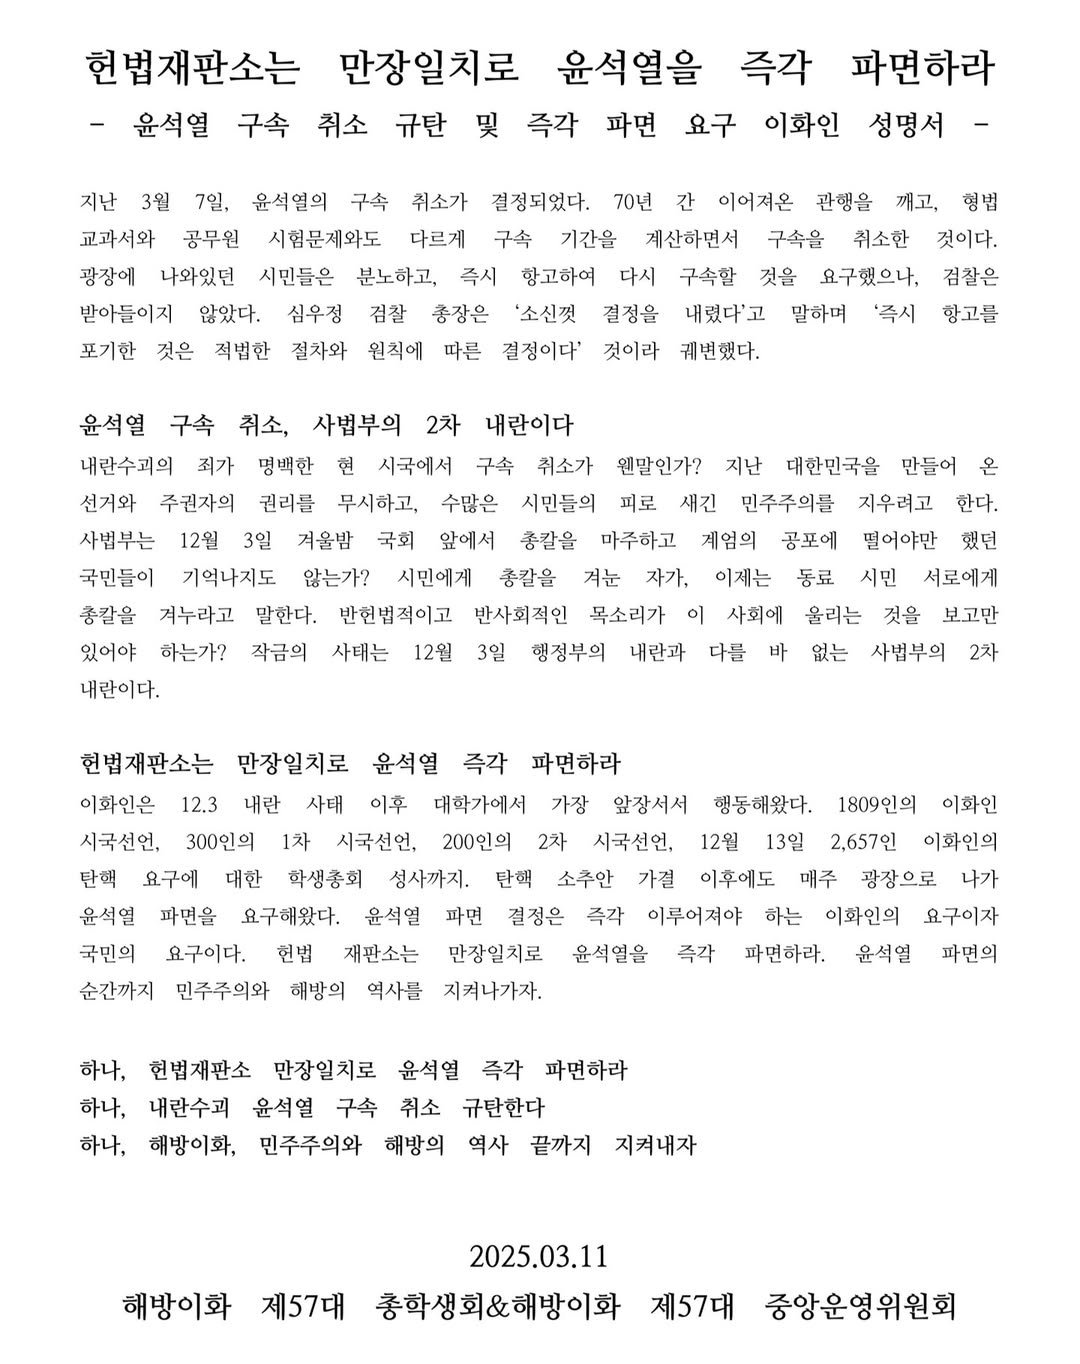 헌법재판소는 만장일치로 윤석열을 즉각 파면하라
- 윤석열 구속 취소 규탄 및 즉각 파면 요구 이화인 성명서 -
지난 3월 7일, 윤석열의 구속 취소가 결정되었다. 70년 간 이어져온 관행을 깨고, 형법
교과서와 공무원 시험문제와도 다르게 구속 기간을 계산하면서 구속을 취소한 것이다.
광장에 나와있던 시민들은 분노하고, 즉시 항고하여 다시 구속할 것을 요구했으나, 검찰은
받아들이지 않았다. 심우정 검찰 총장은 ‘소신껏 결정을 내렸다’고 말하며 ‘즉시 항고를
포기한 것은 적법한 절차와 원칙에 따른 결정이다’ 것이라 궤변했다.
윤석열 구속 취소, 사법부의 2차 내란이다
내란수괴의 죄가 명백한 현 시국에서 구속 취소가 웬말인가? 지난 대한민국을 만들어 온
선거와 주권자의 권리를 무시하고, 수많은 시민들의 피로 새긴 민주주의를 지우려고 한다.
사법부는 12월 3일 겨울밤 국회 앞에서 총칼을 마주하고 계엄의 공포에 떨어야만 했던
국민들이 기억나지도 않는가? 시민에게 총칼을 겨눈 자가, 이제는 동료 시민 서로에게
총칼을 겨누라고 말한다. 반헌법적이고 반사회적인 목소리가 이 사회에 울리는 것을 보고만
있어야 하는가? 작금의 사태는 12월 3일 행정부의 내란과 다를 바 없는 사법부의 2차
내란이다.
헌법재판소는 만장일치로 윤석열 즉각 파면하라
이화인은 12.3 내란 사태 이후 대학가에서 가장 앞장서서 행동해왔다. 1809인의 이화인
시국선언, 300인의 1차 시국선언, 200인의 2차 시국선언, 12월 13일 2,657인 이화인의
탄핵 요구에 대한 학생총회 성사까지. 탄핵 소추안 가결 이후에도 매주 광장으로 나가
윤석열 파면을 요구해왔다. 윤석열 파면 결정은 즉각 이루어져야 하는 이화인의 요구이자
국민의 요구이다. 헌법 재판소는 만장일치로 윤석열을 즉각 파면하라. 윤석열 파면의
순간까지 민주주의와 해방의 역사를 지켜나가자.
하나, 헌법재판소 만장일치로 윤석열 즉각 파면하라
하나, 내란수괴 윤석열 구속 취소 규탄한다
하나, 해방이화, 민주주의와 해방의 역사 끝까지 지켜내자
2025.03.11
해방이화 제57대 총학생회&해방이화 제57대 중앙운영위원회